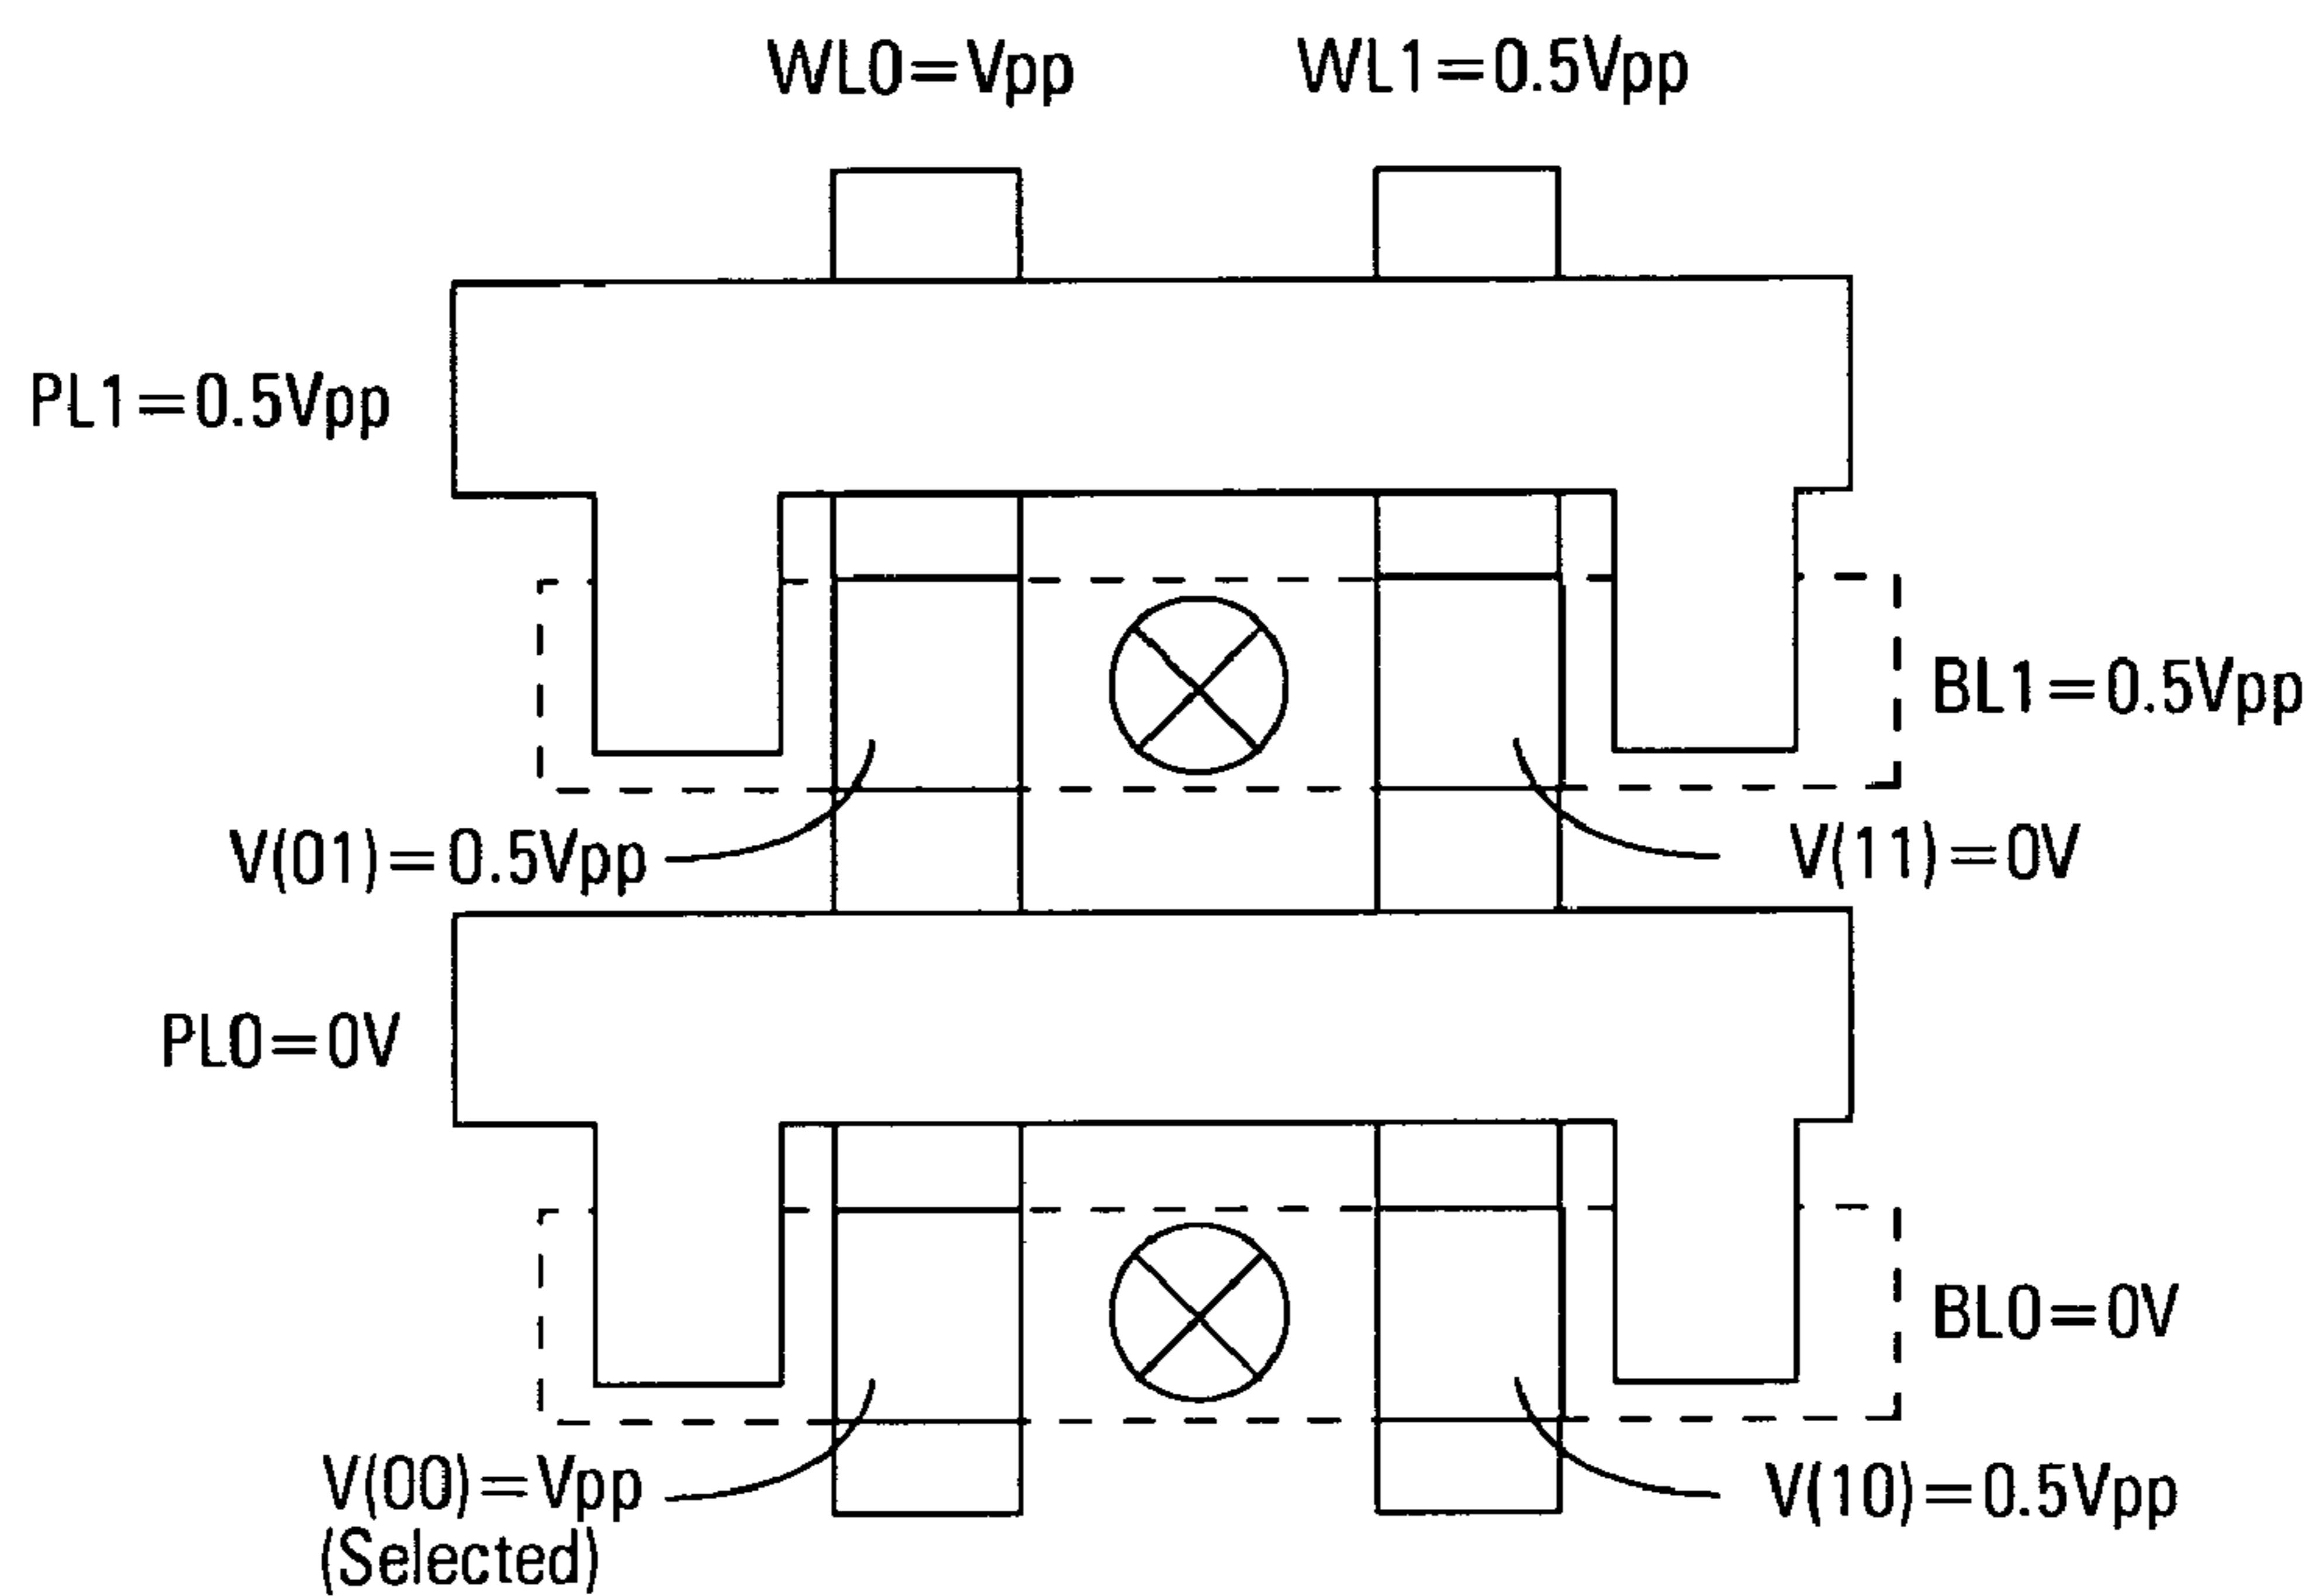 WL0=Vpp
WL1=0.5Vpp
PL1=0.5Vpp
BL1=0.5Vpp
V(01)=0.5Vpp
V(11)=0V
PL0=0V
BL0=0V
V(00)=Vpp
(Selected)
V(10)=0.5Vpp